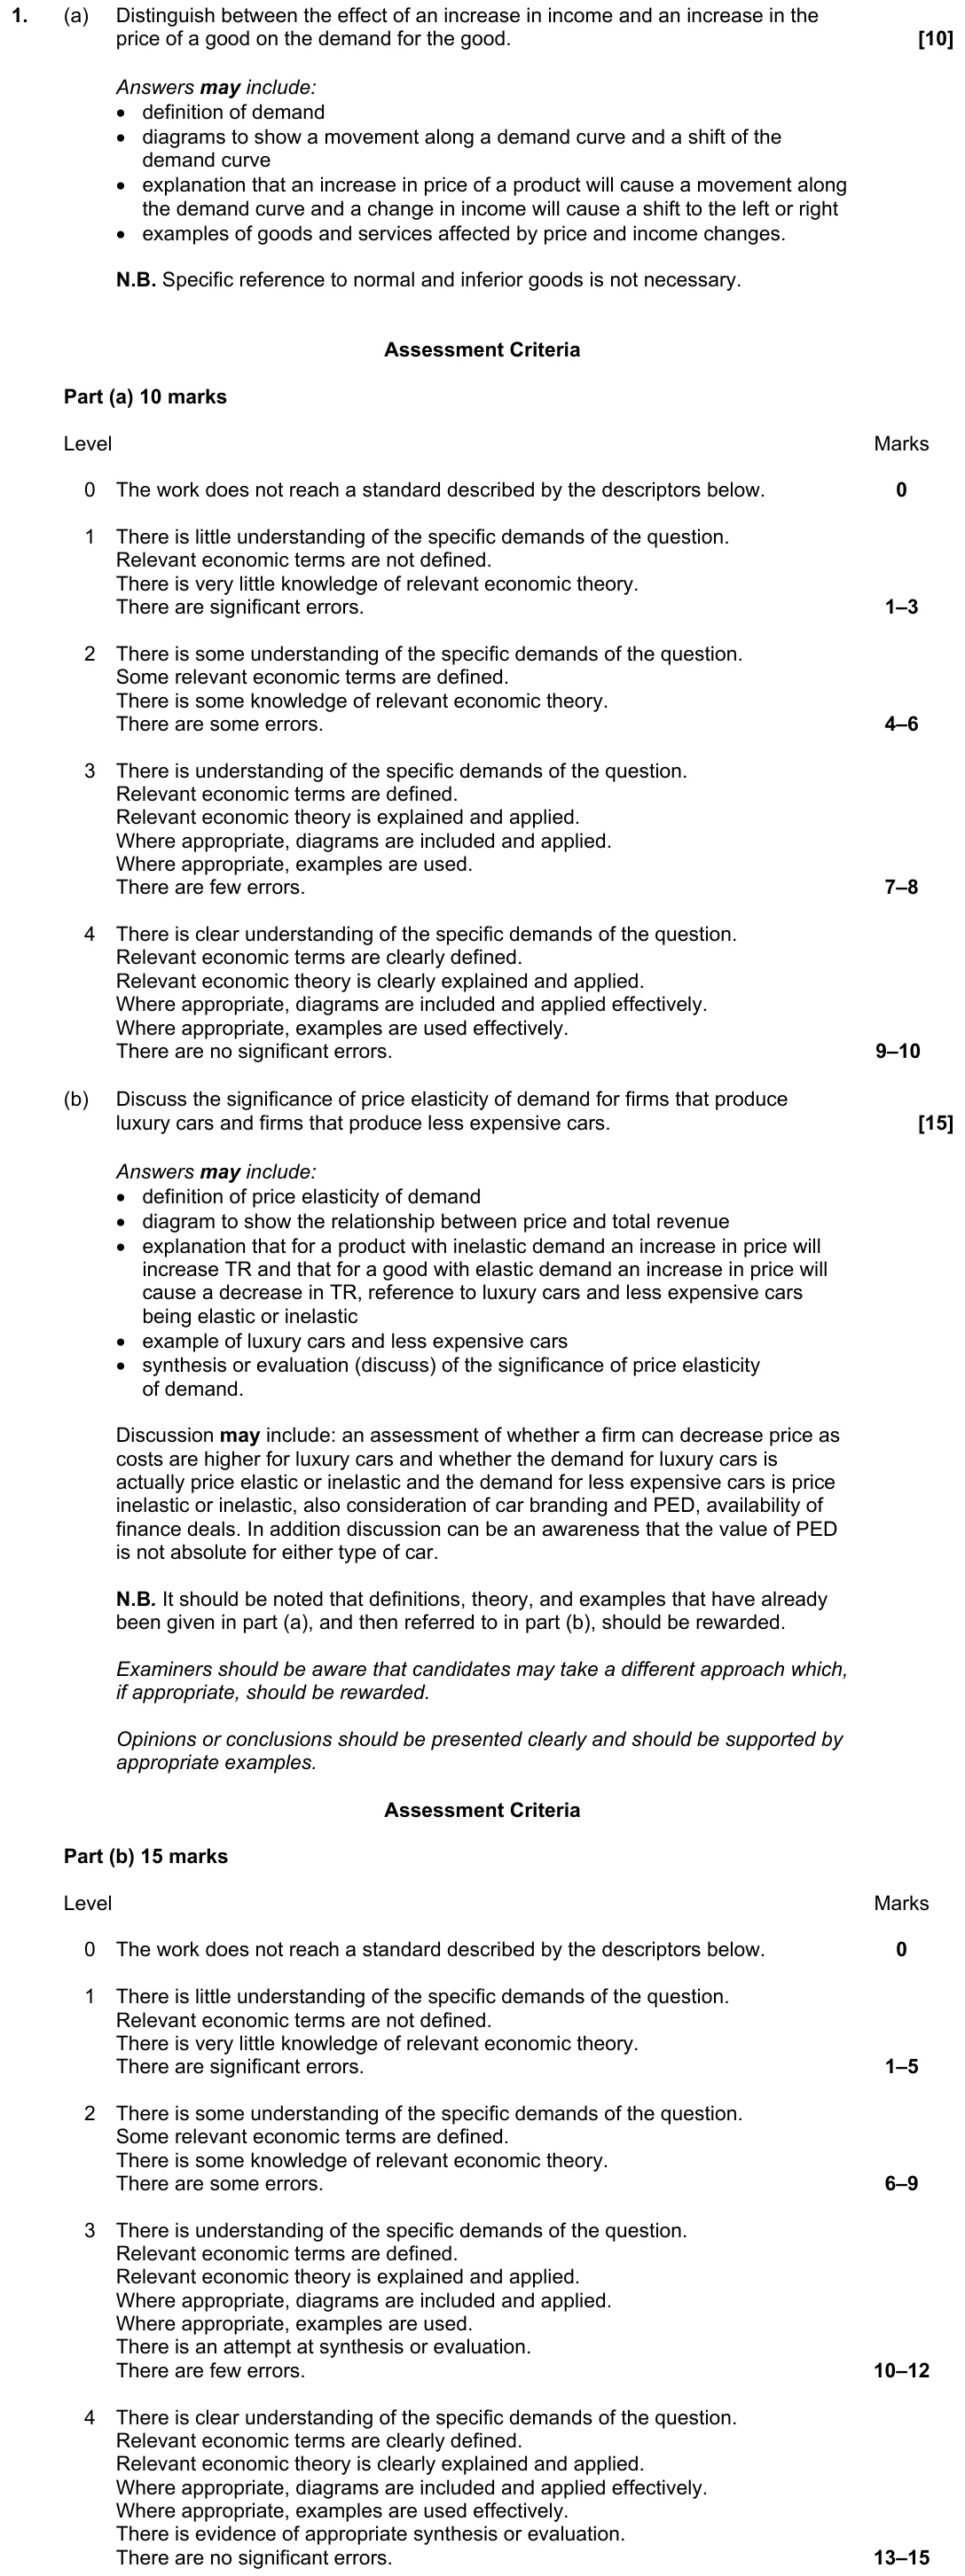 1. (a) Distinguish between the effect of an increase in income and an increase in the
price of a good on the demand for the good. [10]
Answers may include:
• definition of demand
• diagrams to show a movement along a demand curve and a shift of the
demand curve
• explanation that an increase in price of a product will cause a movement along
the demand curve and a change in income will cause a shift to the left or right
• examples of goods and services affected by price and income changes.
N.B. Specific reference to normal and inferior goods is not necessary.
Assessment Criteria
Part (a) 10 marks
Level Marks
0 The work does not reach a standard described by the descriptors below. 0
1 There is little understanding of the specific demands of the question.
Relevant economic terms are not defined.
There is very little knowledge of relevant economic theory.
There are significant errors. 1–3
2 There is some understanding of the specific demands of the question.
Some relevant economic terms are defined.
There is some knowledge of relevant economic theory.
There are some errors. 4–6
3 There is understanding of the specific demands of the question.
Relevant economic terms are defined.
Relevant economic theory is explained and applied.
Where appropriate, diagrams are included and applied.
Where appropriate, examples are used.
There are few errors. 7–8
4 There is clear understanding of the specific demands of the question.
Relevant economic terms are clearly defined.
Relevant economic theory is clearly explained and applied.
Where appropriate, diagrams are included and applied effectively.
Where appropriate, examples are used effectively.
There are no significant errors. 9–10
(b) Discuss the significance of price elasticity of demand for firms that produce
luxury cars and firms that produce less expensive cars. [15]
Answers may include:
• definition of price elasticity of demand
• diagram to show the relationship between price and total revenue
• explanation that for a product with inelastic demand an increase in price will
increase TR and that for a good with elastic demand an increase in price will
cause a decrease in TR, reference to luxury cars and less expensive cars
being elastic or inelastic
• example of luxury cars and less expensive cars
• synthesis or evaluation (discuss) of the significance of price elasticity
of demand.
Discussion may include: an assessment of whether a firm can decrease price as
costs are higher for luxury cars and whether the demand for luxury cars is
actually price elastic or inelastic and the demand for less expensive cars is price
inelastic or inelastic, also consideration of car branding and PED, availability of
finance deals. In addition discussion can be an awareness that the value of PED
is not absolute for either type of car.
N.B. It should be noted that definitions, theory, and examples that have already
been given in part (a), and then referred to in part (b), should be rewarded.
Examiners should be aware that candidates may take a different approach which,
if appropriate, should be rewarded.
Opinions or conclusions should be presented clearly and should be supported by
appropriate examples.
Assessment Criteria
Part (b) 15 marks
Level Marks
0 The work does not reach a standard described by the descriptors below. 0
1 There is little understanding of the specific demands of the question.
Relevant economic terms are not defined.
There is very little knowledge of relevant economic theory.
There are significant errors. 1–5
2 There is some understanding of the specific demands of the question.
Some relevant economic terms are defined.
There is some knowledge of relevant economic theory.
There are some errors. 6–9
3 There is understanding of the specific demands of the question.
Relevant economic terms are defined.
Relevant economic theory is explained and applied.
Where appropriate, diagrams are included and applied.
Where appropriate, examples are used.
There is an attempt at synthesis or evaluation.
There are few errors. 10–12
4 There is clear understanding of the specific demands of the question.
Relevant economic terms are clearly defined.
Relevant economic theory is clearly explained and applied.
Where appropriate, diagrams are included and applied effectively.
Where appropriate, examples are used effectively.
There is evidence of appropriate synthesis or evaluation.
There are no significant errors. 13–15